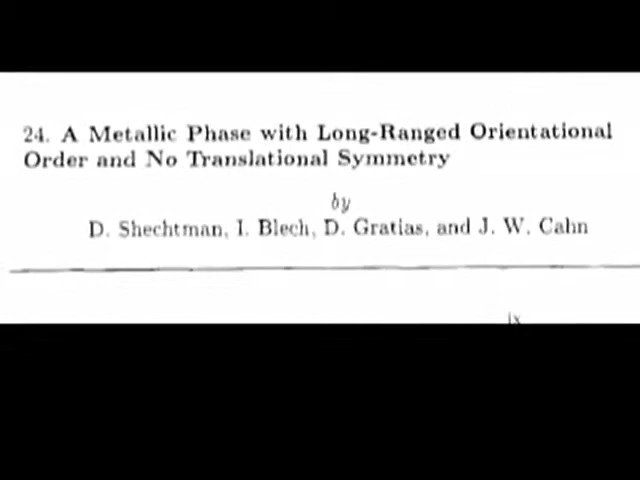 24. A Metallic Phase with Long-Ranged Orientational
Order and No Translational Symmetry
by
D. Shechtman, I. Blech, D. Gratias, and J. W. Cahn
ix